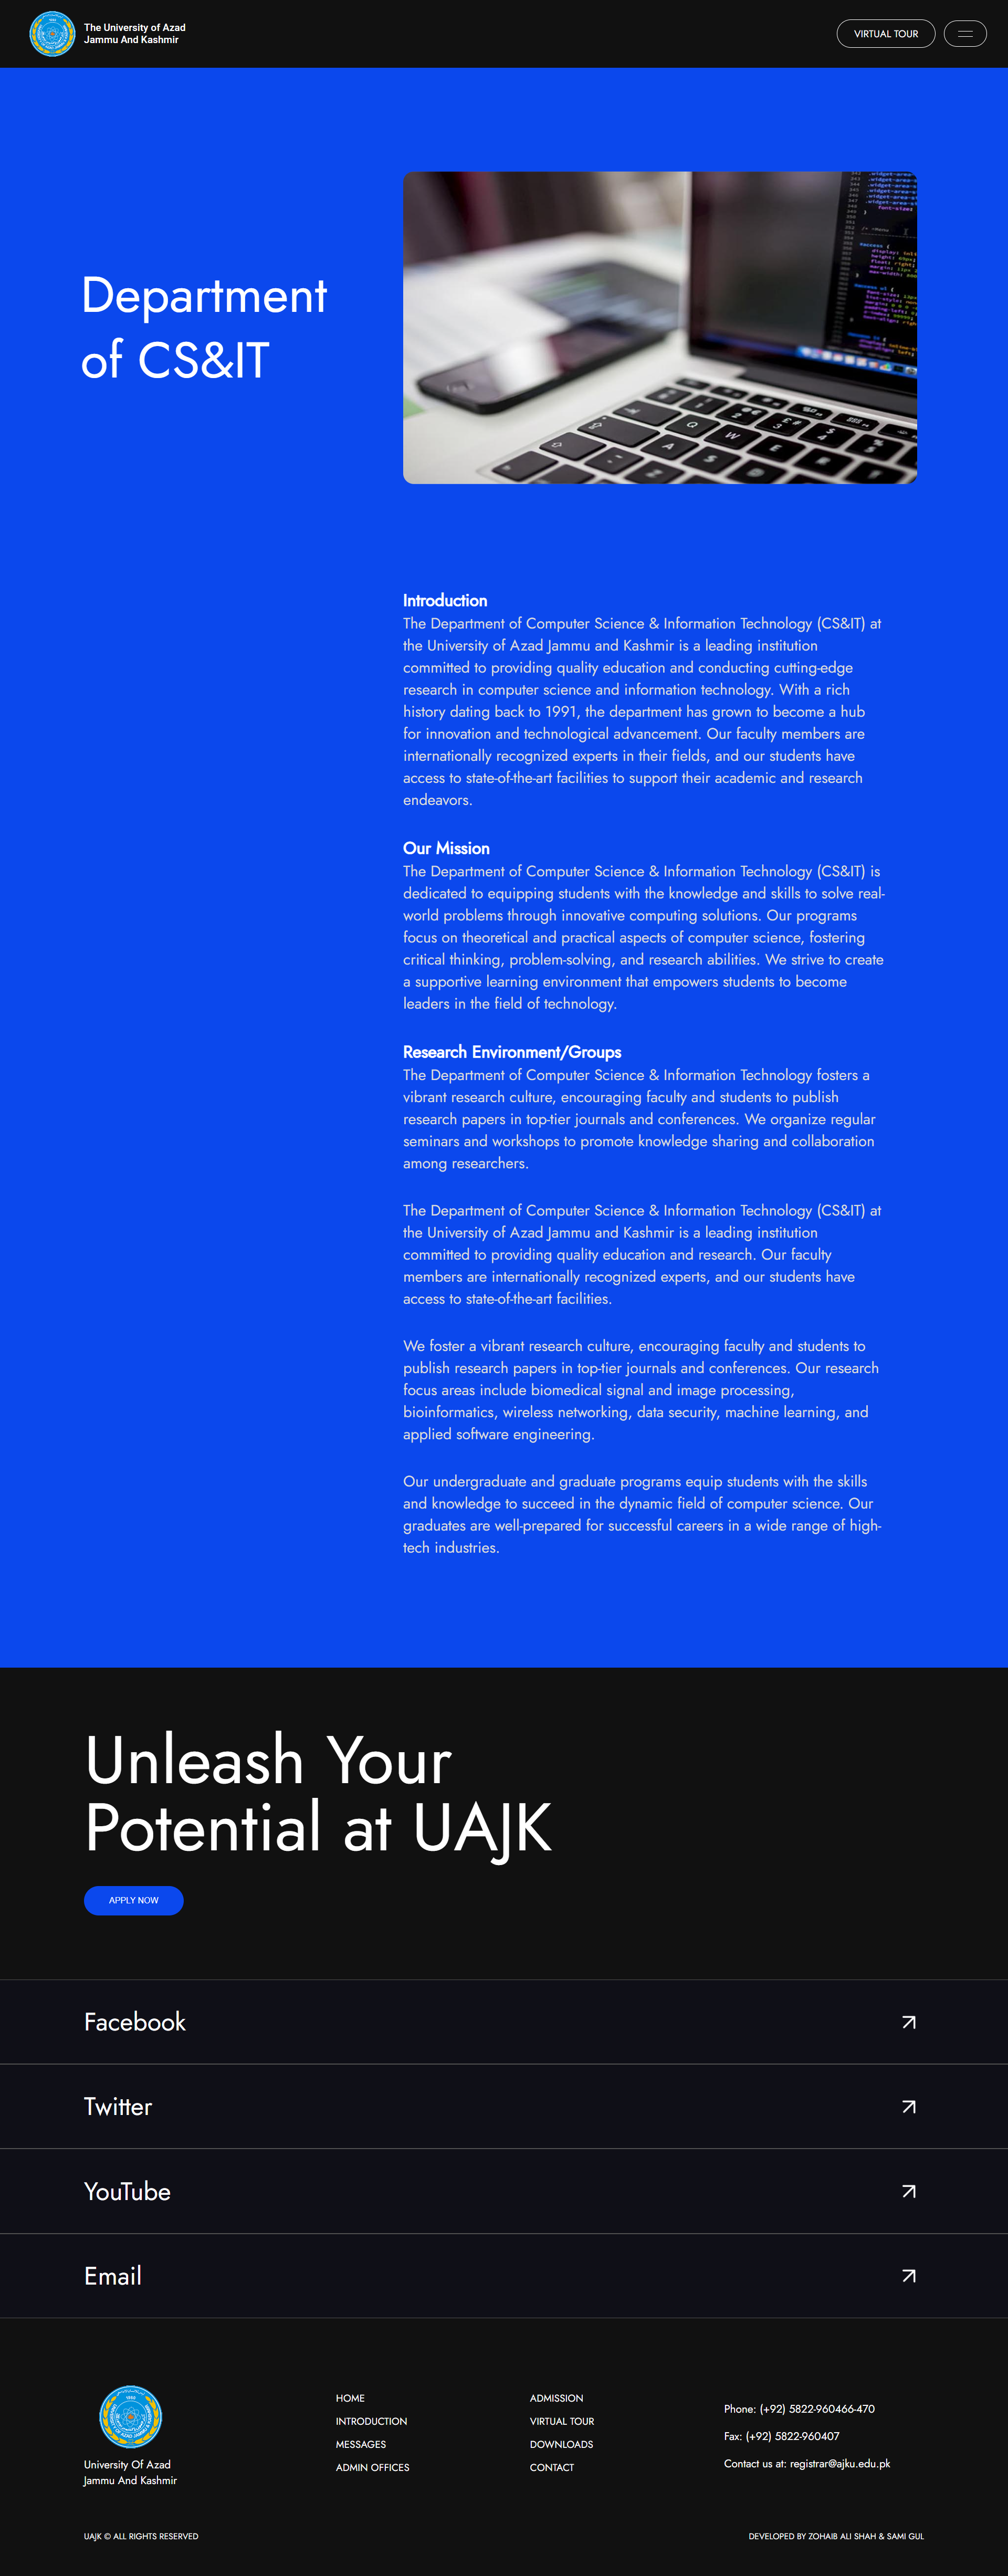 The University of Azad
Jammu And Kashmir
VIRTUAL TOUR
Department
of CS&IT
Introduction
The Department of Computer Science & Information Technology (CS&IT) at
the University of Azad Jammu and Kashmir is a leading institution
committed to providing quality education and conducting cutting-edge
research in computer science and information technology. With a rich
history dating back to 1991, the department has grown to become a hub
for innovation and technological advancement. Our faculty members are
internationally recognized experts in their fields, and our students have
access to state-of-the-art facilities to support their academic and research
endeavors.
Our Mission
The Department of Computer Science & Information Technology (CS&IT) is
dedicated to equipping students with the knowledge and skills to solve real-
world problems through innovative computing solutions. Our programs
focus on theoretical and practical aspects of computer science, fostering
critical thinking, problem-solving, and research abilities. We strive to create
a supportive learning environment that empowers students to become
leaders in the field of technology.
Research Environment/Groups
The Department of Computer Science & Information Technology fosters a
vibrant research culture, encouraging faculty and students to publish
research papers in top-tier journals and conferences. We organize regular
seminars and workshops to promote knowledge sharing and collaboration
among researchers.
The Department of Computer Science & Information Technology (CS&IT) at
the University of Azad Jammu and Kashmir is a leading institution
committed to providing quality education and research. Our faculty
members are internationally recognized experts, and our students have
access to state-of-the-art facilities.
We foster a vibrant research culture, encouraging faculty and students to
publish research papers in top-tier journals and conferences. Our research
focus areas include biomedical signal and image processing,
bioinformatics, wireless networking, data security, machine learning, and
applied software engineering.
Our undergraduate and graduate programs equip students with the skills
and knowledge to succeed in the dynamic field of computer science. Our
graduates are well-prepared for successful careers in a wide range of high-
tech industries.
Unleash Your
Potential at UAJK
APPLY NOW
Facebook
Twitter
YouTube
Email
University Of Azad
Jammu And Kashmir
HOME
INTRODUCTION
MESSAGES
ADMIN OFFICES
ADMISSION
VIRTUAL TOUR
DOWNLOADS
CONTACT
Phone: (+92) 5822-960466-470
Fax: (+92) 5822-960407
Contact us at: registrar@ajku.edu.pk
UAJK © ALL RIGHTS RESERVED
DEVELOPED BY ZOHAIB ALI SHAH & SAMI GUL